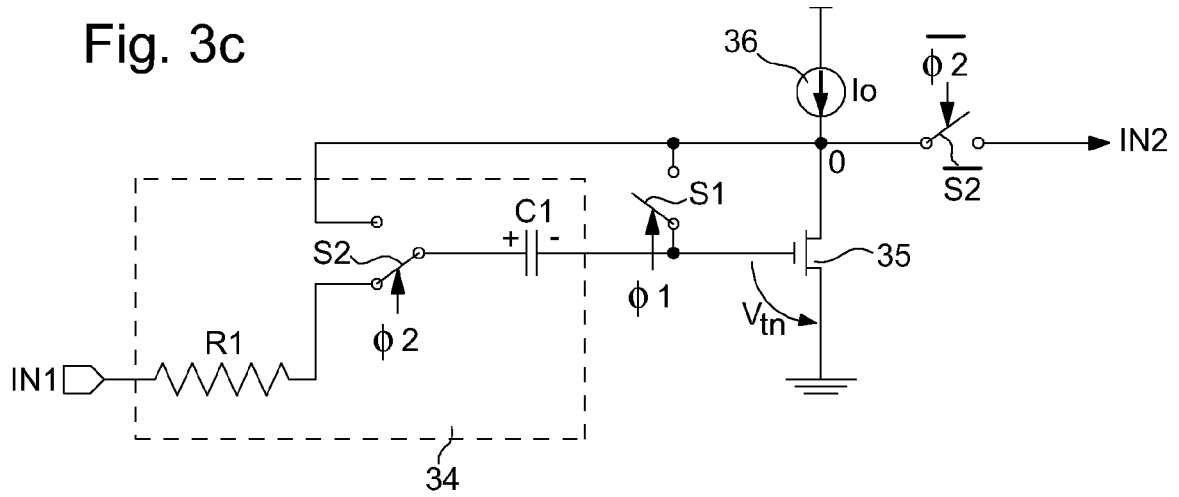 Fig. 3c
36
Io
ϕ2
IN2
0
S2
S1
C1
+ -
S2
35
ϕ1
Vtn
ϕ2
R1
IN1
34